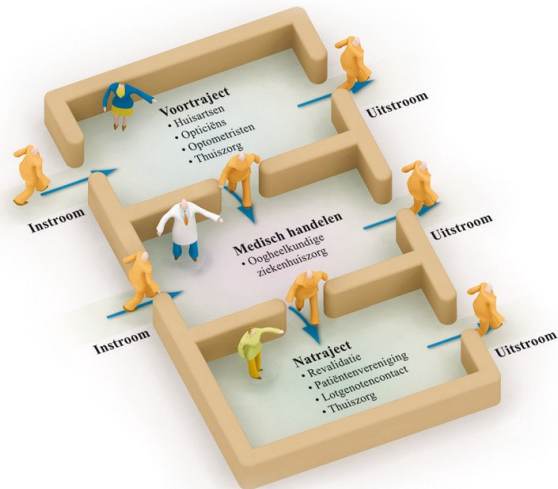 Voortraject
• Huisartsen
• Opticiëns
• Optometristen
• Thuiszorg
Uitstroom
Instroom
Medisch handelen
• Oogheelkundige
ziekenhuiszorg
Uitstroom
Instroom
Natraject
• Revalidatie
• Patiëntenvereniging
• Lotgenotencontact
• Thuiszorg
Uitstroom